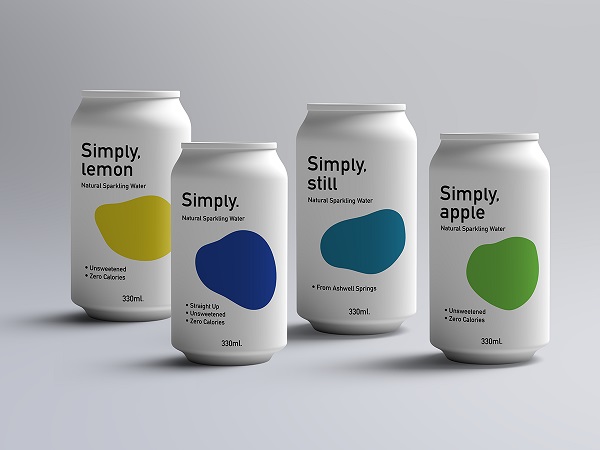 Simply,
lemon
Natural Sparkling Water
• Unsweetened
• Zero Calories
330ml.
Simply.
Natural Sparkling Water
• Straight Up
• Unsweetened
• Zero Calories
330ml.
Simply,
still
Natural Sparkling Water
• From Ashwell Springs
330ml.
Simply,
apple
Natural Sparkling Water
• Unsweetened
• Zero Calories
330ml.